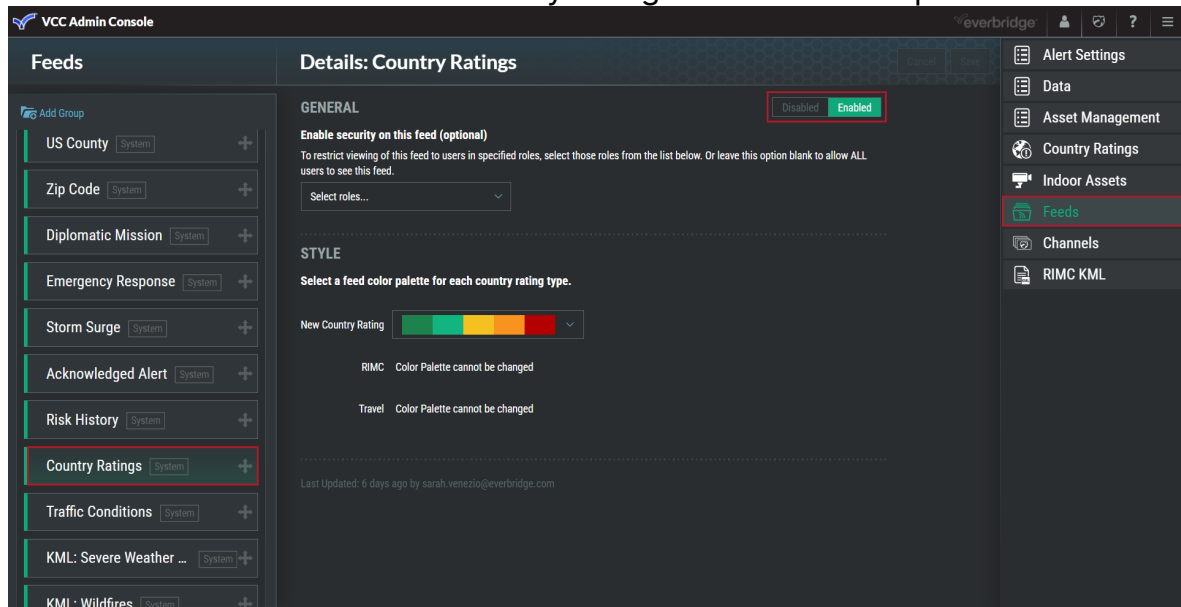 VCC Admin Console
everbridge
?
Feeds
Add Group
US County System
Zip Code System
Diplomatic Mission System
Emergency Response System
Storm Surge System
Acknowledged Alert System
Risk History System
Country Ratings System
Traffic Conditions System
KML: Severe Weather ... System
KML: Wildfires System
Details: Country Ratings
Cancel Save
GENERAL
Disabled Enabled
Enable security on this feed (optional)
To restrict viewing of this feed to users in specified roles, select those roles from the list below. Or leave this option blank to allow ALL
users to see this feed.
Select roles...
STYLE
Select a feed color palette for each country rating type.
New Country Rating
RIMC Color Palette cannot be changed
Travel Color Palette cannot be changed
Last Updated: 6 days ago by sarah.venezio@everbridge.com
Alert Settings
Data
Asset Management
Country Ratings
Indoor Assets
Feeds
Channels
RIMC KML